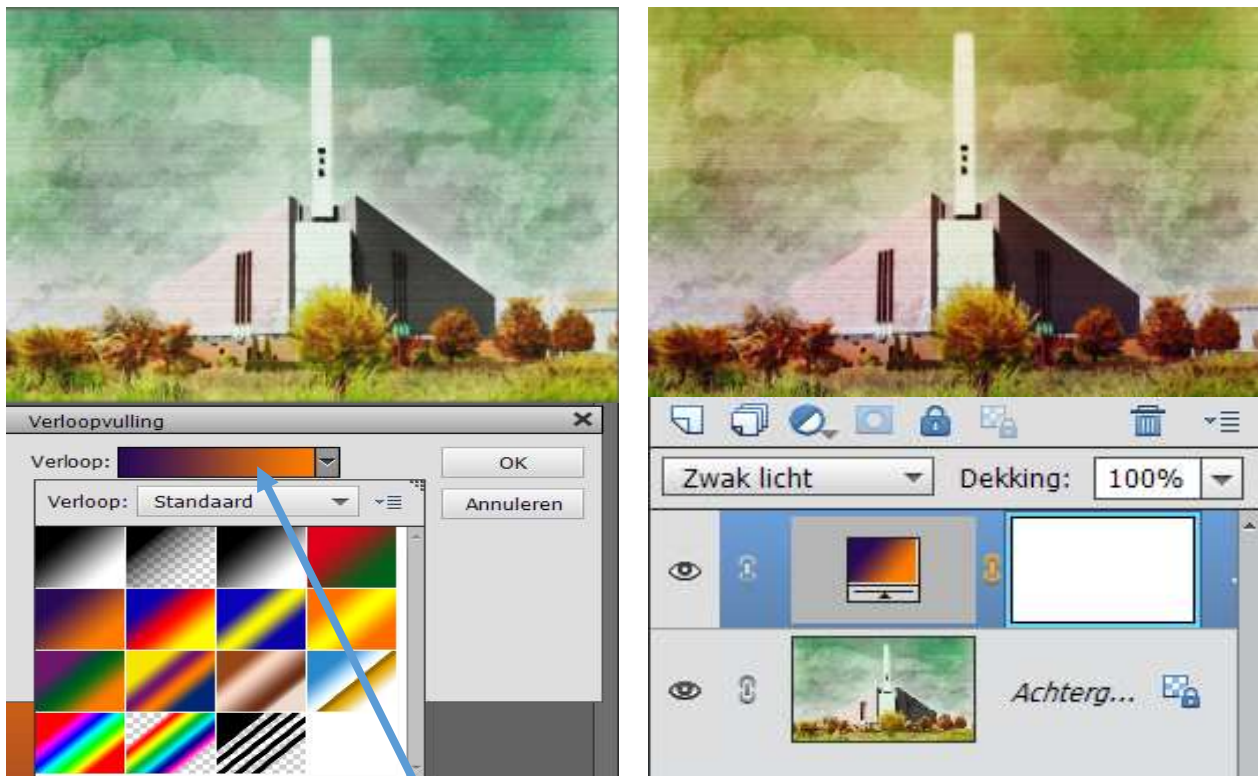 Verloopvulling
Verloop:
OK
Verloop: Standaard
Annuleren
Zwak licht Dekking: 100%
Achterg...